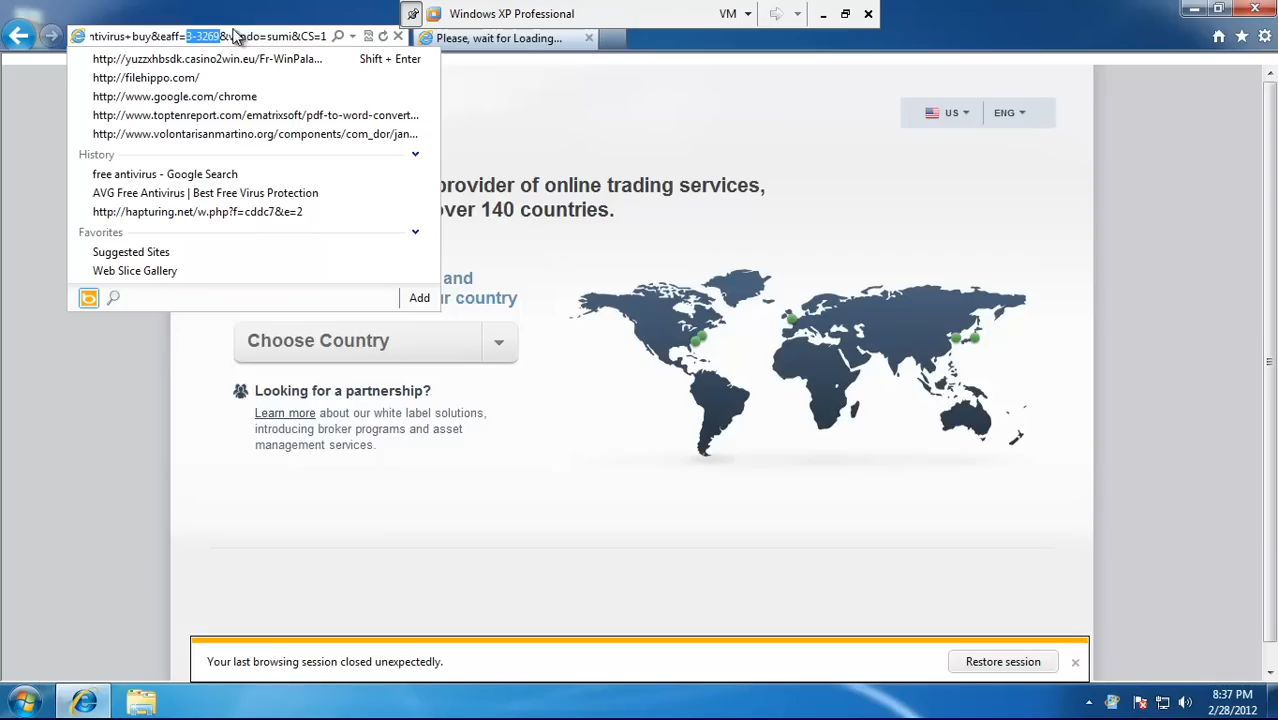 Windows XP Professional
VM
ntivirus+buy&eaff=3-3269&v do=sumi&CS=1
Please, wait for Loading...
http://yuzzxhbsdk.casino2win.eu/Fr-WinPala... Shift + Enter
http://filehippo.com/
http://www.google.com/chrome
http://www.toptenreport.com/ematrixsoft/pdf-to-word-convert...
http://www.volontarisanmartino.org/components/com_dor/jan...
History
free antivirus - Google Search
AVG Free Antivirus | Best Free Virus Protection
http://hapturing.net/w.php?f=cddc7&e=2
Favorites
Suggested Sites
Web Slice Gallery
Add
US
ENG
provider of online trading services,
over 140 countries.
and
ur country
Choose Country
Looking for a partnership?
Learn more about our white label solutions,
introducing broker programs and asset
management services.
Your last browsing session closed unexpectedly.
Restore session
8:37 PM
2/28/2012